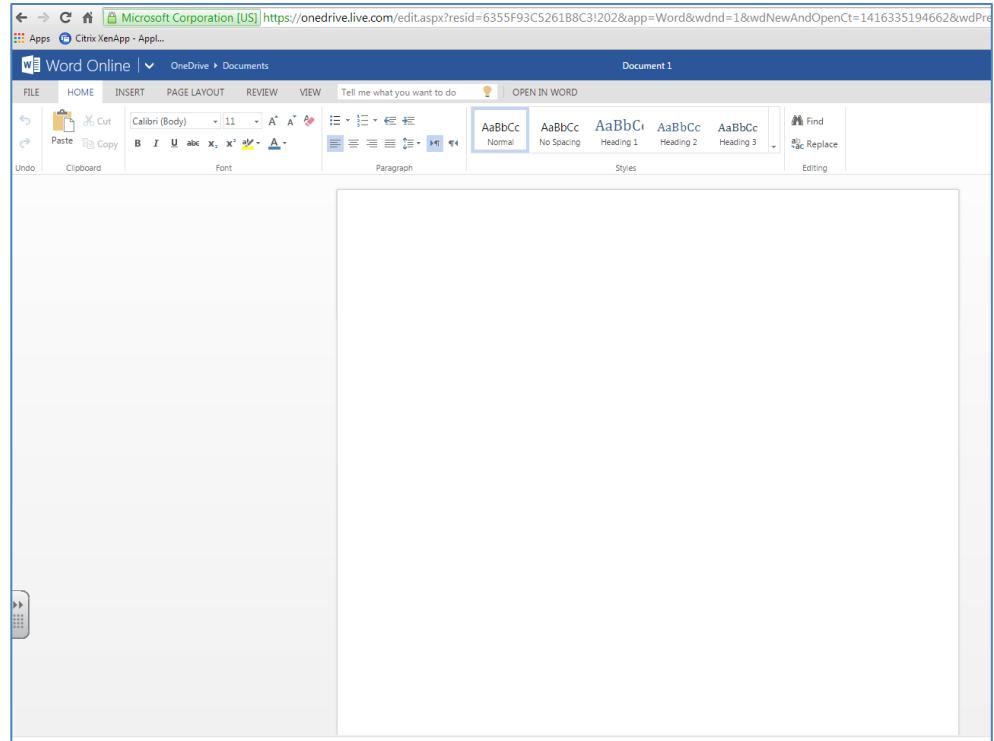 Microsoft Corporation [US] https://onedrive.live.com/edit.aspx?resid=6355F93C5261B8C3!202&app=Word&wdnd=1&wdNewAndOpenCt=1416335194662&wdPre
Apps Citrix XenApp - Appl...
Word Online | OneDrive Documents Document 1
FILE HOME INSERT PAGE LAYOUT REVIEW VIEW Tell me what you want to do OPEN IN WORD
Cut Calibri (Body) 11 A A AaBbCc AaBbCc AaBbC AaBbCc AaBbCc Find
Paste Copy B I U abc x₂ x² A Normal No Spacing Heading 1 Heading 2 Heading 3 Replace
Undo Clipboard Font Paragraph Styles Editing